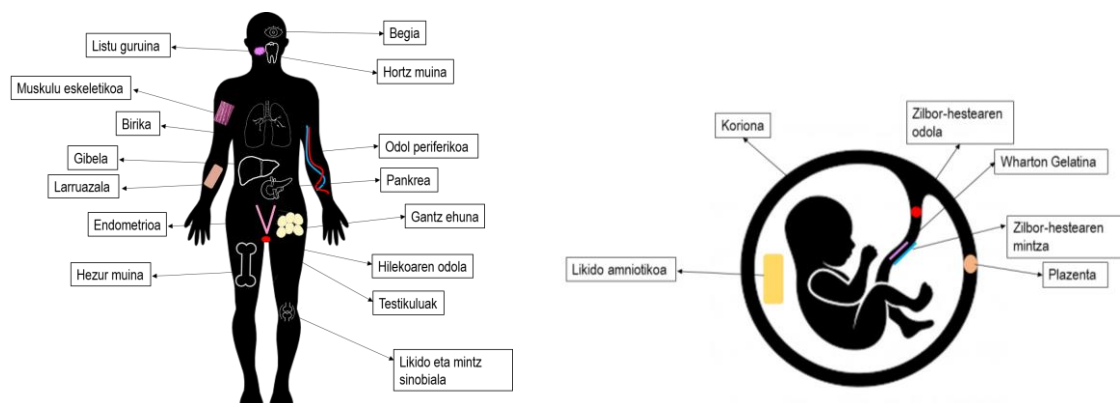 Listu guruina
Muskulu eskeletikoa
Birika
Gibela
Larruazala
Endometrioa
Hezur muina
Begia
Hortz muina
Odol periferikoa
Pankrea
Gantz ehuna
Hilekoaren odola
Testikuluak
Likido eta mintz
sinobiala
Koriona
Likido amniotikoa
Zilbor-hestearen
odola
Wharton Gelatina
Zilbor-hestearen
mintza
Plazenta